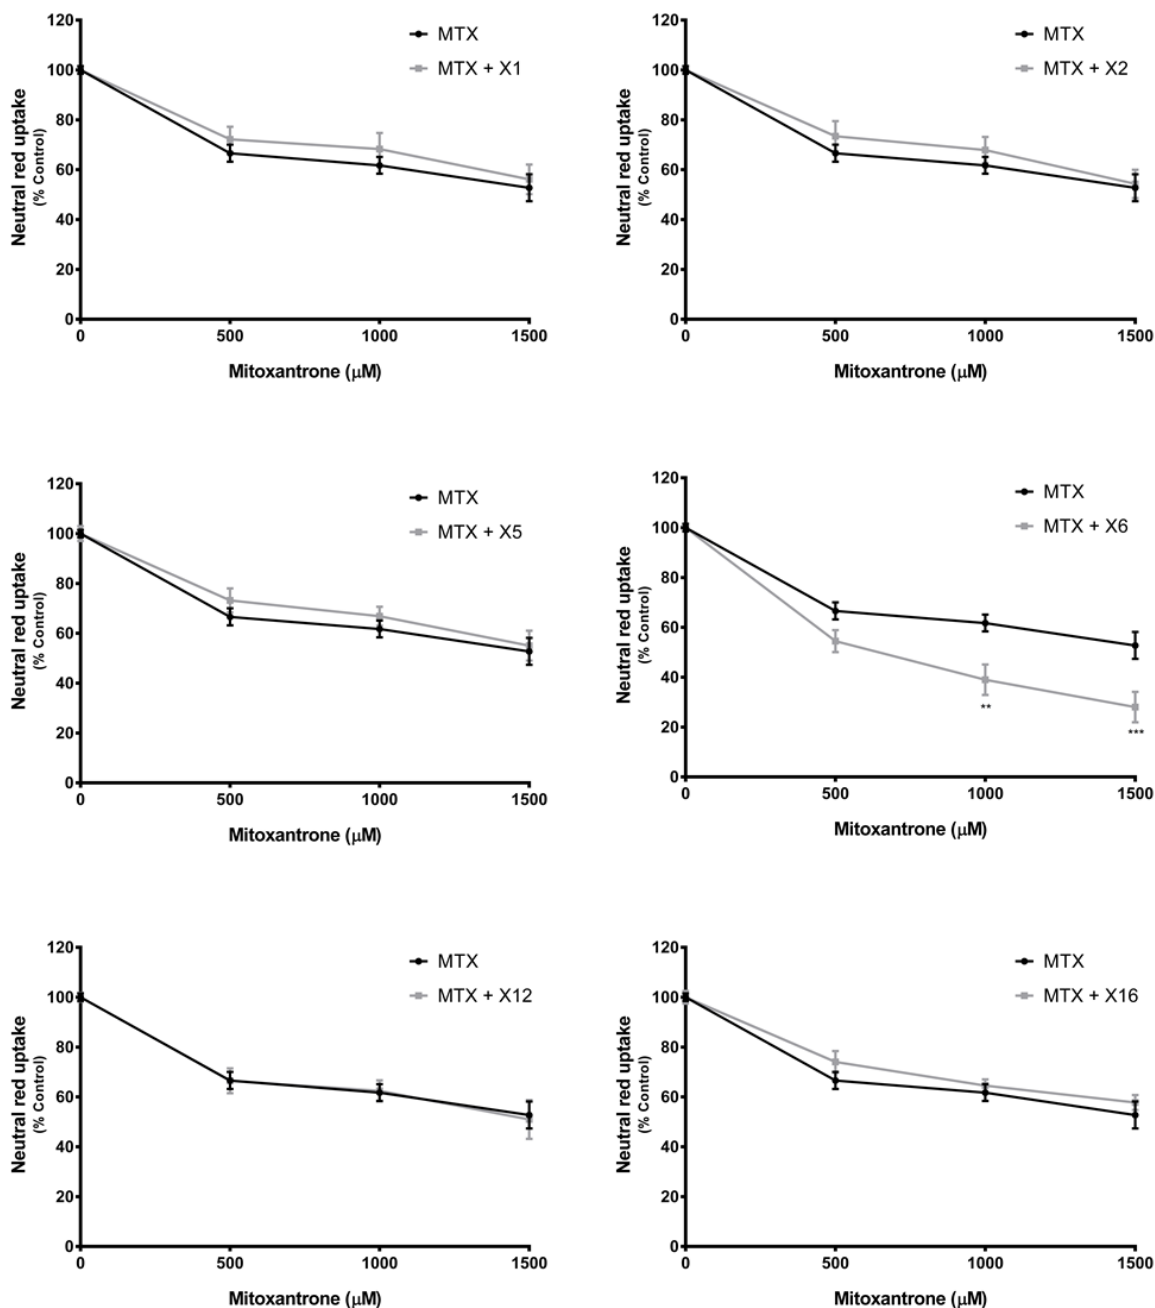 120
100
80
60
40
20
0
Neutral red uptake
(% Control)
MTX
MTX + X1
0 500 1000 1500
Mitoxantrone (μM)
120
100
80
60
40
20
0
Neutral red uptake
(% Control)
MTX
MTX + X2
0 500 1000 1500
Mitoxantrone (μM)
120
100
80
60
40
20
0
Neutral red uptake
(% Control)
MTX
MTX + X5
0 500 1000 1500
Mitoxantrone (μM)
120
100
80
60
40
20
0
Neutral red uptake
(% Control)
MTX
MTX + X6
**
***
0 500 1000 1500
Mitoxantrone (μM)
120
100
80
60
40
20
0
Neutral red uptake
(% Control)
MTX
MTX + X12
0 500 1000 1500
Mitoxantrone (μM)
120
100
80
60
40
20
0
Neutral red uptake
(% Control)
MTX
MTX + X16
0 500 1000 1500
Mitoxantrone (μM)